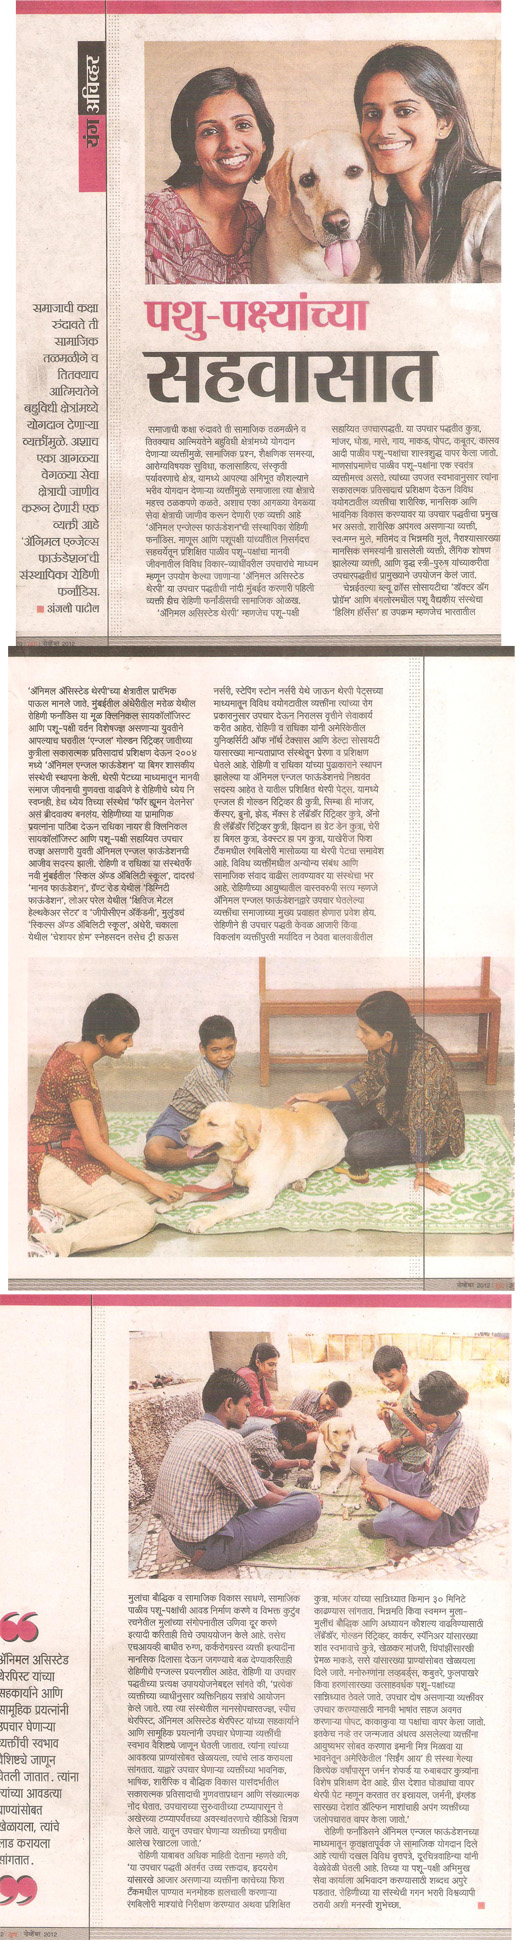 यंग अचिव्हर
पशु-पक्ष्यांच्या
सहवासात
समाजाची कक्षा
रुंदावते ती
सामाजिक
तळमळीने व
तितक्याच
आत्मियतेने
बहुविधी क्षेत्रांमध्ये
योगदान देणाऱ्या
व्यक्तींमुळे. अशाच
एका आगळ्या
वेगळ्या सेवा
क्षेत्राची जाणीव
करून देणारी एक
व्यक्ती आहे
'ॲनिमल एन्जेल्स
फाऊंडेशन'ची
संस्थापिका रोहिणी
फर्नांडिस.
अंजली पाटील
समाजाची कक्षा रुंदावते ती सामाजिक तळमळीने व
तितक्याच आत्मियतेने बहुविधी क्षेत्रांमध्ये योगदान
देणाऱ्या व्यक्तींमुळे. सामाजिक प्रश्न, शैक्षणिक समस्या,
आरोग्यविषयक सुविधा, कलासाहित्य, संस्कृती
पर्यावरणाचे क्षेत्र, यामध्ये आपल्या अंगिभूत कौशल्याने
भरीव योगदान देणाऱ्या व्यक्तींमुळे समाजाला त्या क्षेत्राचे
महत्त्व ठळकपणे कळते. अशाच एका आगळ्या वेगळ्या
सेवा क्षेत्राची जाणीव करून देणारी एक व्यक्ती आहे
'ॲनिमल एन्जेल्स फाऊंडेशन'ची संस्थापिका रोहिणी
फर्नांडिस. माणूस आणि पशूपक्षी यांच्यातील निसर्गदत्त
सहचर्येतून प्रशिक्षित पाळीव पशू-पक्ष्यांचा मानवी
जीवनातील विविध विकार-व्याधींवरील उपचारांचे माध्यम
म्हणून उपयोग केल्या जाणाऱ्या 'ॲनिमल असिस्टेड
थेरपी' या उपचार पद्धतीची नांदी मुंबईत करणारी पहिली
व्यक्ती हीच रोहिणी फर्नांडीसची सामाजिक ओळख.
'ॲनिमल असिस्टेड थेरपी' म्हणजेच पशू-पक्षी
सहाय्यित उपचारपद्धती. या उपचार पद्धतीत कुत्रा,
मांजर, घोडा, मासे, गाय, माकड, पोपट, कबूतर, कासव
आदी पाळीव पशू-पक्षांचा शास्त्रशुद्ध वापर केला जातो.
माणसांप्रमाणेच पाळीव पशू-पक्षांना एक स्वतंत्र
व्यक्तीमत्त्व असते. त्यांच्या उपजत स्वभावानुसार त्यांना
सकारात्मक प्रतिसादाचं प्रशिक्षण देऊन विविध
वयोगटातील व्यक्तींचा शारीरिक, मानसिक आणि
भावनिक विकास करण्यावर या उपचार पद्धतीचा प्रमुख
भर असतो. शारीरिक अपंगत्व असणाऱ्या व्यक्ती,
स्व-मग्न मुले, मतिमंद व भिन्नमति मुलं, नैराश्यासारख्या
मानसिक समस्यांनी ग्रासलेली व्यक्ती, लैंगिक शोषण
झालेल्या व्यक्ती, आणि वृद्ध स्त्री-पुरुष यांच्याकरीता
उपचारपद्धतीचं प्रामुख्याने उपयोजन केलं जातं.
चेन्नईतल्या ब्ल्यू क्रॉस सोसायटीचा 'डॉक्टर डॉग
प्रोग्रॅम' आणि बंगलोरमधील पशू वैद्यकीय संस्थेचा
'हिलिंग हॉर्सेस' हा उपक्रम म्हणजेच भारतातील
नोव्हेंबर 2012
'ॲनिमल ॲसिस्टेड थेरपी'च्या क्षेत्रातील प्रारंभिक
पाऊल मानले जाते. मुंबईतील अंधेरीतील मरोळ येथील
रोहिणी फर्नांडिस या मूळ क्लिनिकल सायकॉलॉजिस्ट
आणि पशू-पक्षी वर्तन विशेषज्ज्ञ असणाऱ्या युवतीने
आपल्याच घरातील 'एन्जल' गोल्डन रिट्रिव्हर जातीच्या
कुत्रीला सकारात्मक प्रतिसादाचं प्रशिक्षण देऊन २००४
मध्ये 'ॲनिमल एन्जल फाऊंडेशन' या बिगर शासकीय
संस्थेची स्थापणा केली. थेरपी पेटच्या माध्यमातून मानवी
समाज जीवनाची गुणवत्ता वाढविणे हे रोहिणीचे ध्येय नि
स्वप्नही. हेच ध्येय तिच्या संस्थेचं 'फॉर ह्यूमन वेलनेस'
असं ब्रीदवाक्य बनलंय. रोहिणीच्या या प्रामाणिक
प्रयत्नांना पाठिंबा देऊन राधिका नायर ही क्लिनिकल
सायकॉलॉजिस्ट आणि पशू-पक्षी सहाय्यित उपचार
तज्ज्ञ असणारी युवती ॲनिमल एन्जल फाऊंडेशनची
आजीव सदस्य झाली. रोहिणी व राधिका या संस्थेतर्फे
नवी मुंबईतील 'स्किल ॲण्ड ॲबिलिटी स्कूल', दादरचं
'मानव फाऊंडेशन', ग्रॅण्ट रोड येथील 'डिग्निटी
फाऊंडेशन', लोअर परेल येथील 'क्षितिज मेंटल
हेल्थकेअर सेंटर' व 'जीपीसीएन ॲकॅडमी', मुलुंडचं
'स्किल्स ॲण्ड ॲबिलिटी स्कूल', अंधेरी, चकाला
येथील 'चेशायर होम' स्नेहसदन तसेच ट्री हाऊस
नर्सरी, स्टेपिंग स्टोन नर्सरी येथे जाऊन थेरपी पेट्सच्या
माध्यमातून विविध वयोगटातील व्यक्तींना त्यांच्या रोग
प्रकारानुसार उपचार देऊन निरालस वृत्तीने सेवाकार्य
करीत आहेत. रोहिणी व राधिका यांनी अमेरिकेतील
युनिव्हर्सिटी ऑफ नॉर्थ टेक्सास आणि डेल्टा सोसायटी
यासारख्या मान्यताप्राप्त संस्थेतून प्रेरणा व प्रशिक्षण
घेतले आहे. रोहिणी व राधिका यांच्या पुढाकाराने स्थापन
झालेल्या या ॲनिमल एन्जल फाऊंडेशनचे निष्ठावंत
सदस्य आहेत ते यातील प्रशिक्षित थेरपी पेट्स. यामध्ये
एन्जल ही गोल्डन रिट्रिव्हर ही कुत्री, सिम्बा ही मांजर,
कॅस्पर, ब्रुनो, झेड, मॅक्स हे लॅब्रॅडॉर रिट्रिव्हर कुत्रे, ॲनो
ही लॅब्रॅडॉर रिट्रिव्हर कुत्री, झिदान हा ग्रेट डेन कुत्रा, चेरी
हा बिगल कुत्रा, डेक्स्टर हा पग कुत्रा, याखेरीज फिश
टँकमधील रंगबिलोरी मासोळ्या या थेरपी पेटचा समावेश
आहे. विविध व्यक्तींमधील अन्योन्य संबंध आणि
सामाजिक संवाद वाढीस लावण्यावर या संस्थेचा भर
आहे. रोहिणीच्या आयुष्यातील वास्तवरूपी सत्य म्हणजे
ॲनिमल एन्जल फाऊंडेशनद्वारे उपचार घेतलेल्या
व्यक्तींचा समाजाच्या मुख्य प्रवाहात होणारा प्रवेश होय.
रोहिणीने ही उपचार पद्धती केवळ आजारी किंवा
विकलांग व्यक्तींपुरती मर्यादित न ठेवता बालवाडीतील
नोव्हेंबर 2012
ॲनिमल असिस्टेड
थेरपिस्ट यांच्या
सहकार्याने आणि
सामूहिक प्रयत्नांनी
उपचार घेणाऱ्या
व्यक्तींची स्वभाव
वैशिष्ट्ये जाणून
घेतली जातात. त्यांना
त्यांच्या आवडत्या
प्राण्यांसोबत
खेळायला, त्यांचे
लाड करायला
सांगतात.
मुलांचा बौद्धिक व सामाजिक विकास साधणे, सामाजिक
पाळीव पशू-पक्षांची आवड निर्माण करणे व विभक्त कुटुंब
रचनेतील मुलांच्या संगोपनातील उणिवा दूर करणे
इत्यादी करिताही तिचे उपाययोजन केले आहे. तसेच
एचआयव्ही बाधीत रुग्ण, कर्करोगग्रस्त व्यक्ती इत्यादींना
मानसिक दिलासा देऊन जगण्याचे बळ देण्याकरिताही
रोहिणीचे एन्जल्स प्रयत्नशील आहेत. रोहिणी या उपचार
पद्धतीच्या प्रत्यक्ष उपाययोजनेबद्दल सांगते की, 'प्रत्येक
व्यक्तीच्या व्याधीनुसार व्यक्तिनिहाय सत्रांचे आयोजन
केले जाते. त्या त्या संस्थेतील मानसोपचारतज्ज्ञ, स्पीच
थेरपिस्ट, ॲनिमल असिस्टेड थेरपिस्ट यांच्या सहकार्याने
आणि सामूहिक प्रयत्नांनी उपचार घेणाऱ्या व्यक्तींची
स्वभाव वैशिष्ट्ये जाणून घेतली जातात. त्यांना त्यांच्या
आवडत्या प्राण्यांसोबत खेळायला, त्यांचे लाड करायला
सांगतात. याद्वारे उपचार घेणाऱ्या व्यक्तींच्या भावनिक,
भाषिक, शारीरिक व बौद्धिक विकास यासंदर्भातील
सकारात्मक प्रतिसादाची गुणवत्ताप्रधान आणि संख्यात्मक
नोंद घेतात. उपचाराच्या सुरुवातीच्या टप्प्यापासून ते
अखेरच्या टप्प्यापर्यंतच्या अवस्थांतरणाचे व्हीडिओ चित्रण
केले जाते. यातून उपचार घेणाऱ्या व्यक्तीच्या प्रगतीचा
आलेख रेखाटला जातो.'
रोहिणी याबाबत अधिक माहिती देताना म्हणते की,
'या उपचार पद्धती अंतर्गत उच्च रक्तदाब, हृदयरोग
यांसारखे आजार असणाऱ्या व्यक्तींना काचेच्या फिश
टँकमधील पाण्यात मनमोहक हालचाली करणाऱ्या
रंगबिलोरी माश्यांचे निरीक्षण करण्यात अथवा प्रशिक्षित
कुत्रा, मांजर यांच्या सान्निध्यात किमान ३० मिनिटे
काढण्यास सांगतात. भिन्नमति किंवा स्वमग्न मुला-
मुलींचं बौद्धिक आणि अध्ययन कौशल्य वाढविण्यासाठी
लॅब्रॅडॉर, गोल्डन रिट्रिव्हर, कार्कर, स्पॅनिअर यांसारख्या
शांत स्वभावाचे कुत्रे, खेळकर मांजरी, चिंपांझीसारखी
प्रेमळ माकडे, ससे यांसारख्या प्राण्यांसोबत खेळायला
दिले जाते. मनोरुग्णांना लव्हबर्ड्स, कबुतरे, फुलपाखरे
किंवा हरणांसारख्या उत्साहवर्धक पशू-पक्षांच्या
सान्निध्यात ठेवले जाते. उपचार दोष असणाऱ्या व्यक्तींवर
उपचार करण्यासाठी मानवी भाषांत सहज अवगत
करणाऱ्या पोपट, काकाकुवा या पक्षांचा वापर केला जातो.
इतकेच नव्हे तर जन्मजात अंधत्व असलेल्या व्यक्तींना
आयुष्यभर सोबत करणारा इमानी मित्र मिळावा या
भावनेतून अमेरिकेतील 'सिईंग आय' ही संस्था गेल्या
कित्येक वर्षांपासून जर्मन शेफर्ड या रुबाबदार कुत्र्यांना
विशेष प्रशिक्षण देत आहे. ग्रीस देशात घोड्यांचा वापर
थेरपी पेट म्हणून करतात तर इस्रायल, जर्मनी, इंग्लंड
सारख्या देशांत डॉल्फिन माशांचाही अपंग व्यक्तींच्या
जलोपचारात वापर केला जातो.'
रोहिणी फर्नांडिसने ॲनिमल एन्जल फाऊंडेशनच्या
माध्यमातून कृतज्ञतापूर्वक जे सामाजिक योगदान दिलं
आहे त्याची दखल विविध वृत्तपत्रे, दूरचित्रवाहिन्या यांनी
वेळोवेळी घेतली आहे. तिच्या या पशू-पक्षी अभिमुख
सेवा कार्याला अभिवादन करण्यासाठी शब्दच अपुरे
पडतात. रोहिणीच्या या संस्थेची गगन भरारी विश्वव्यापी
ठरावी अशी मनस्वी शुभेच्छा.
नोव्हेंबर 2012